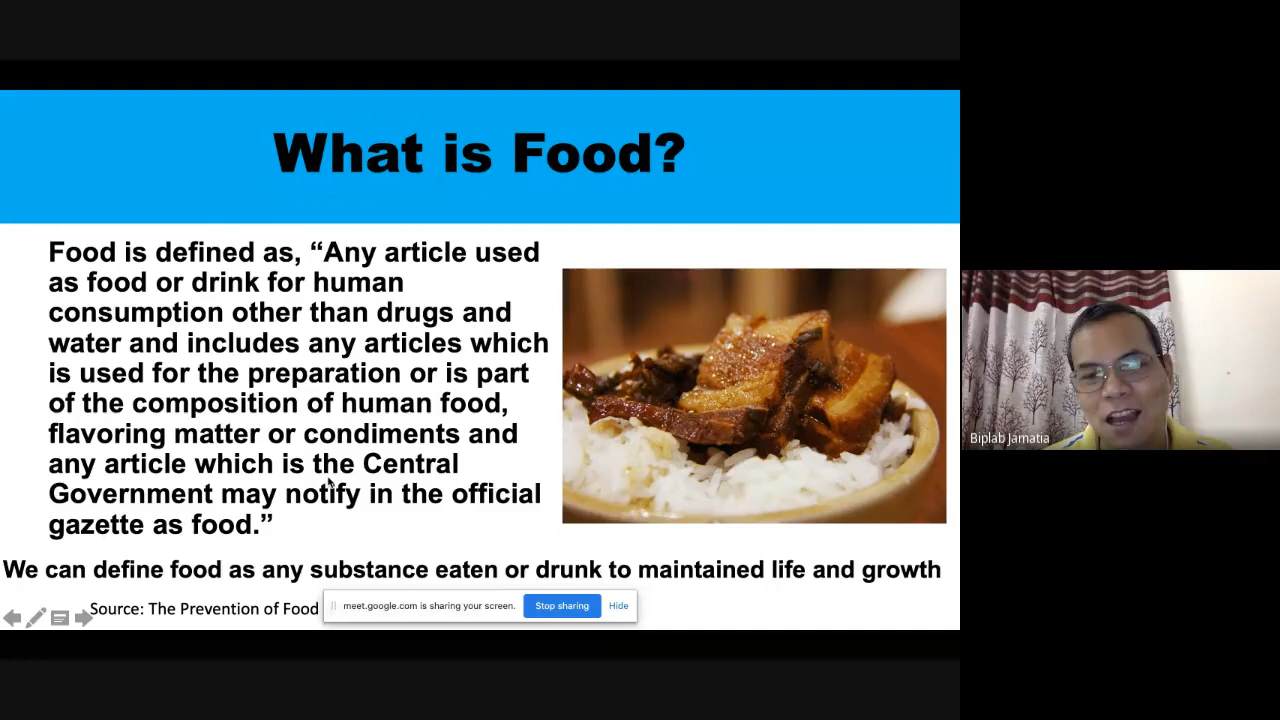 What is Food?
Food is defined as, “Any article used
as food or drink for human
consumption other than drugs and
water and includes any articles which
is used for the preparation or is part
of the composition of human food,
flavoring matter or condiments and
any article which is the Central
Government may notify in the official
gazette as food.”
We can define food as any substance eaten or drunk to maintained life and growth
Source: The Prevention of Food
meet.google.com is sharing your screen.
Stop sharing
Hide
Biplab Jamatia